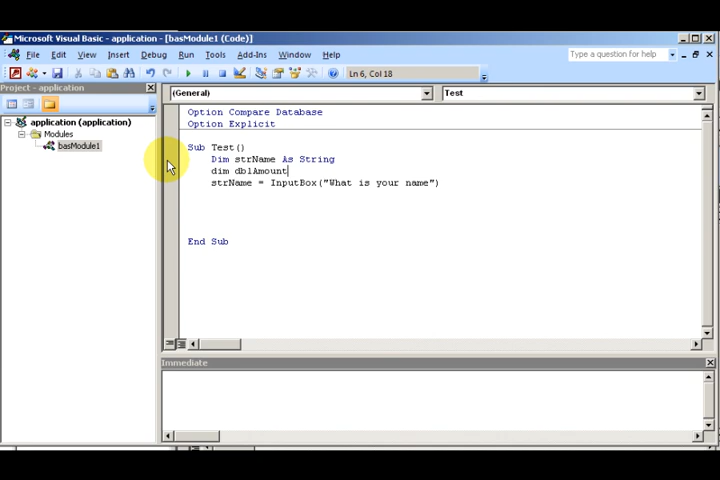 Microsoft Visual Basic - application - [basModule1 (Code)]
File Edit View Insert Debug Run Tools Add-Ins Window Help
Type a question for help
Ln 6, Col 18
Project - application
(General)
Test
application (application)
Modules
basModule1
Option Compare Database
Option Explicit
Sub Test()
Dim strName As String
dim dblAmount
strName = InputBox("What is your name")
End Sub
Immediate